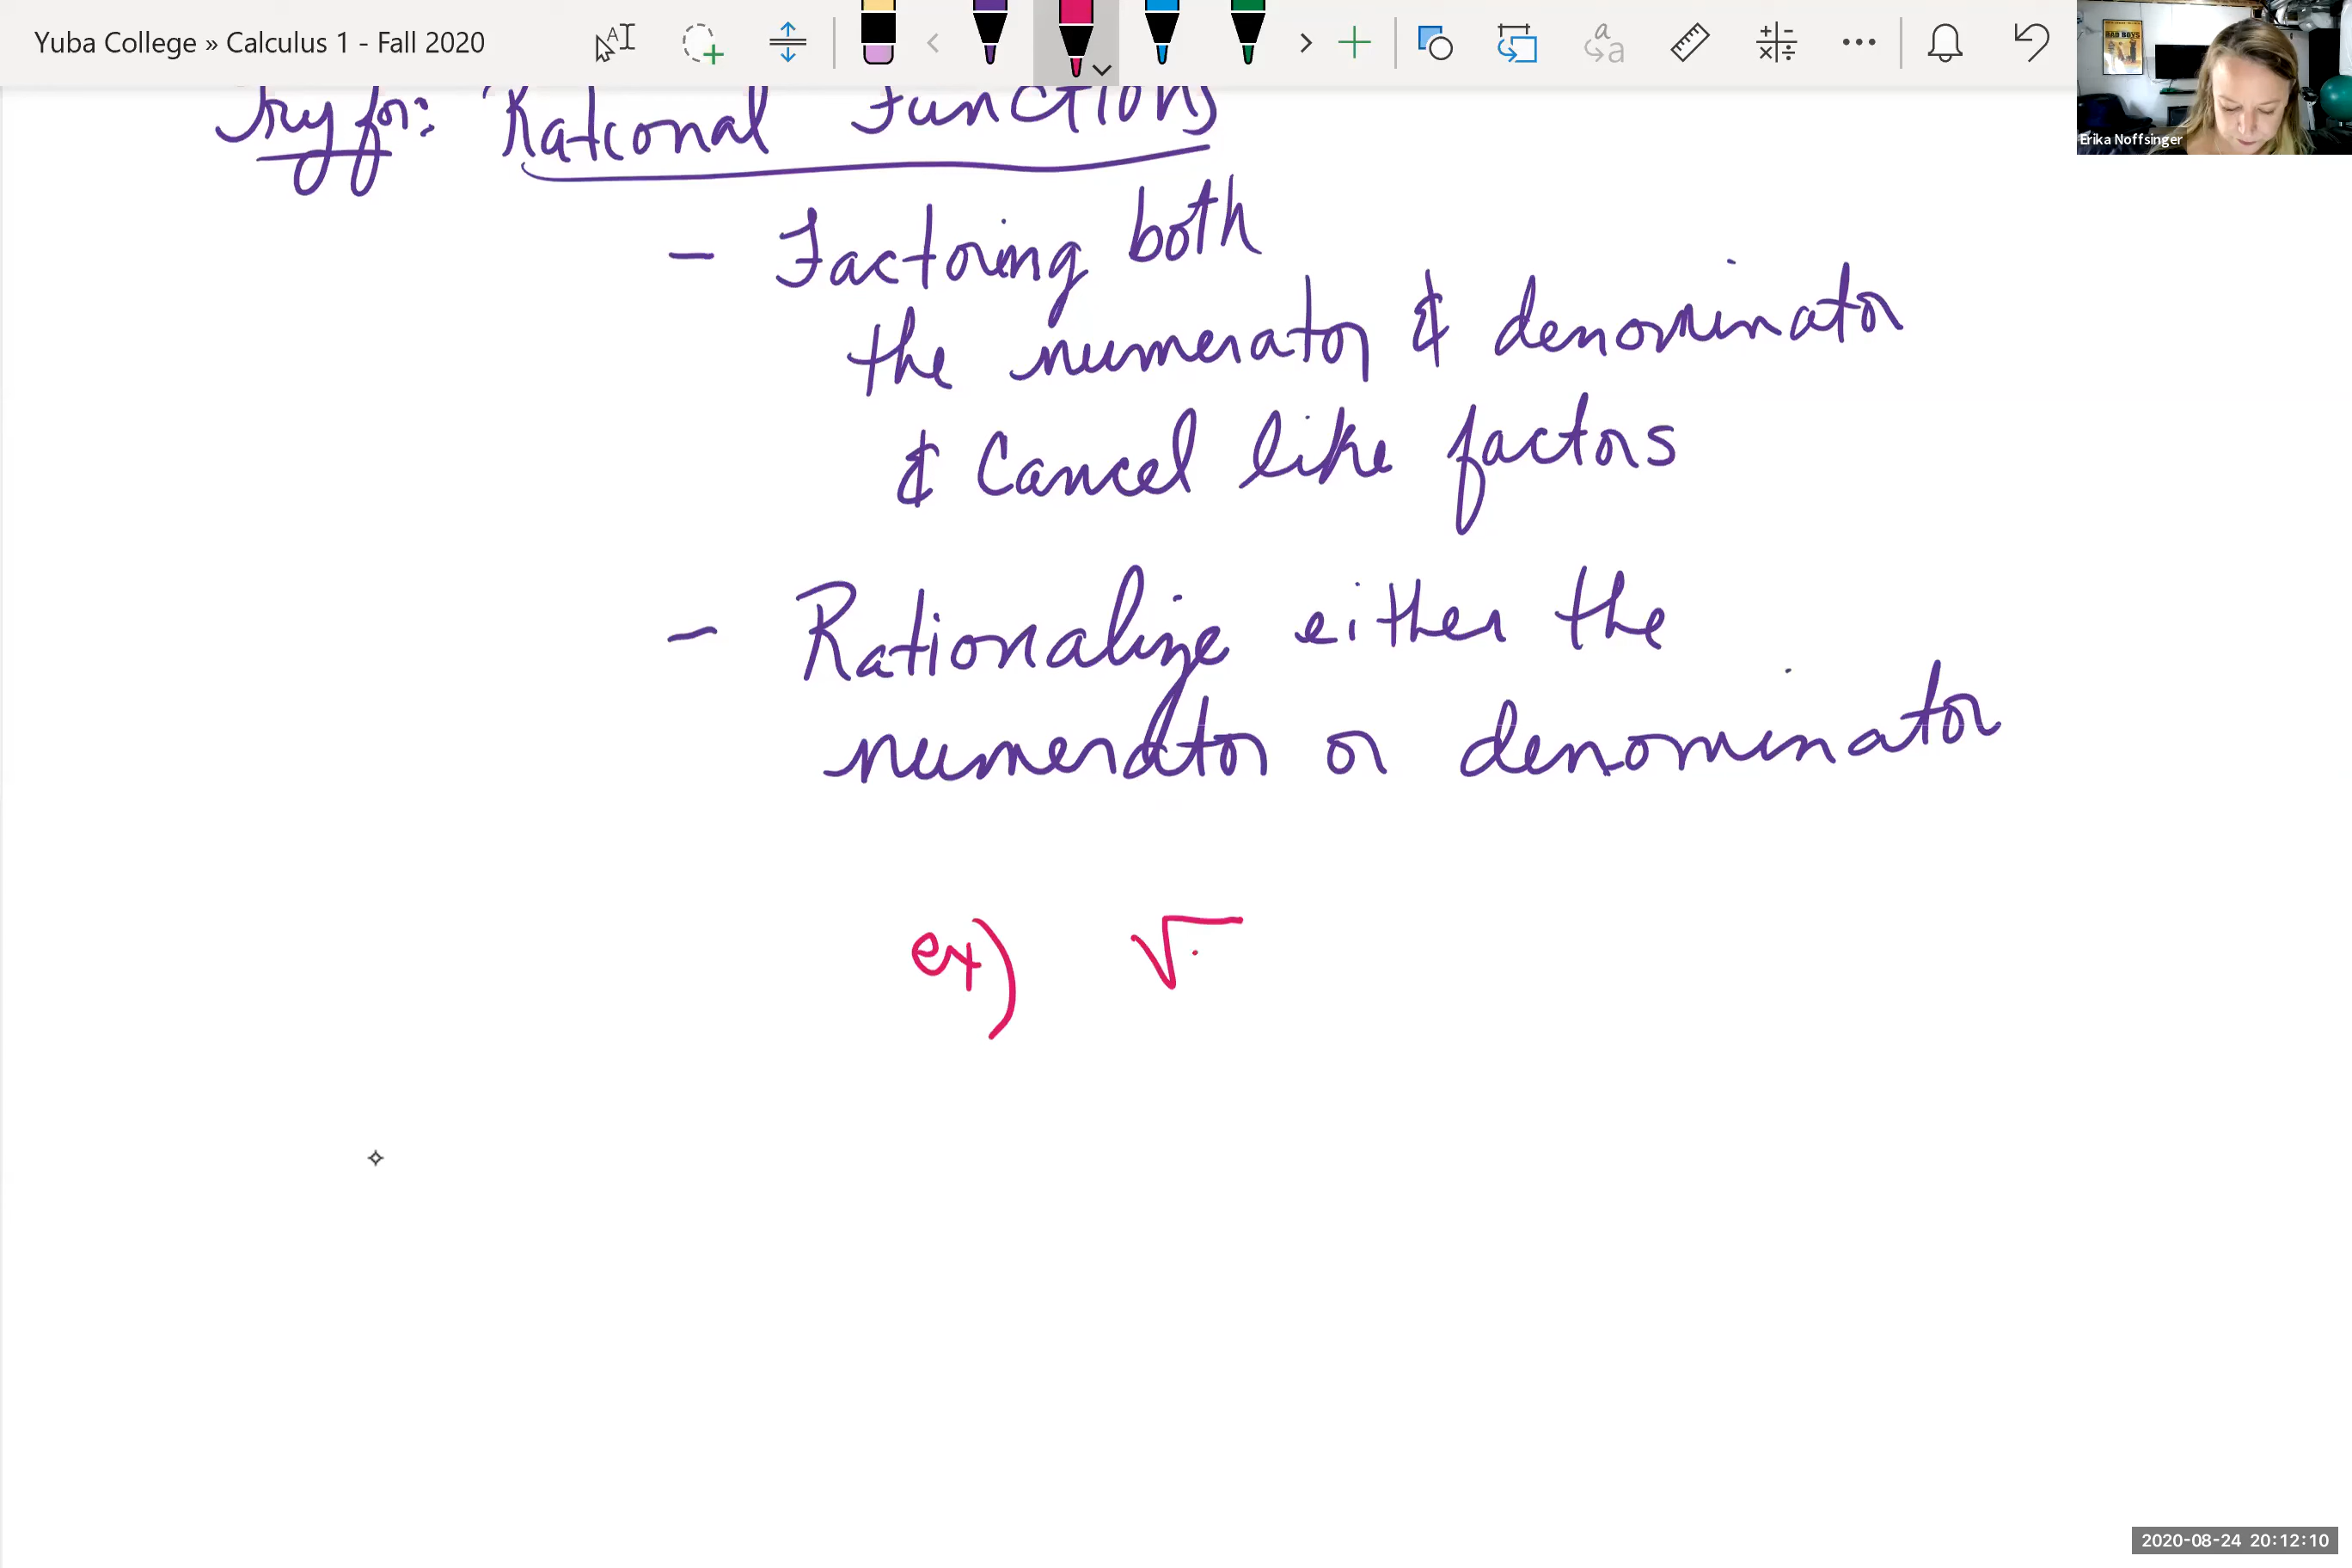 Yuba College » Calculus 1 - Fall 2020
Erika Noffsinger
Try for: Rational Functions
- Factoring both
the numerator & denominator
& Cancel like factors
- Rationalize either the
numerator or denominator
ex) √
2020-08-24 20:12:10